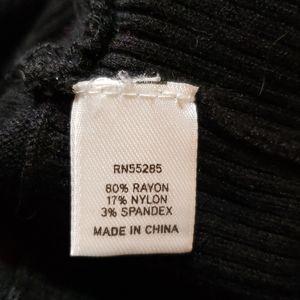 RN55285
80% RAYON
17% NYLON
3% SPANDEX
MADE IN CHINA